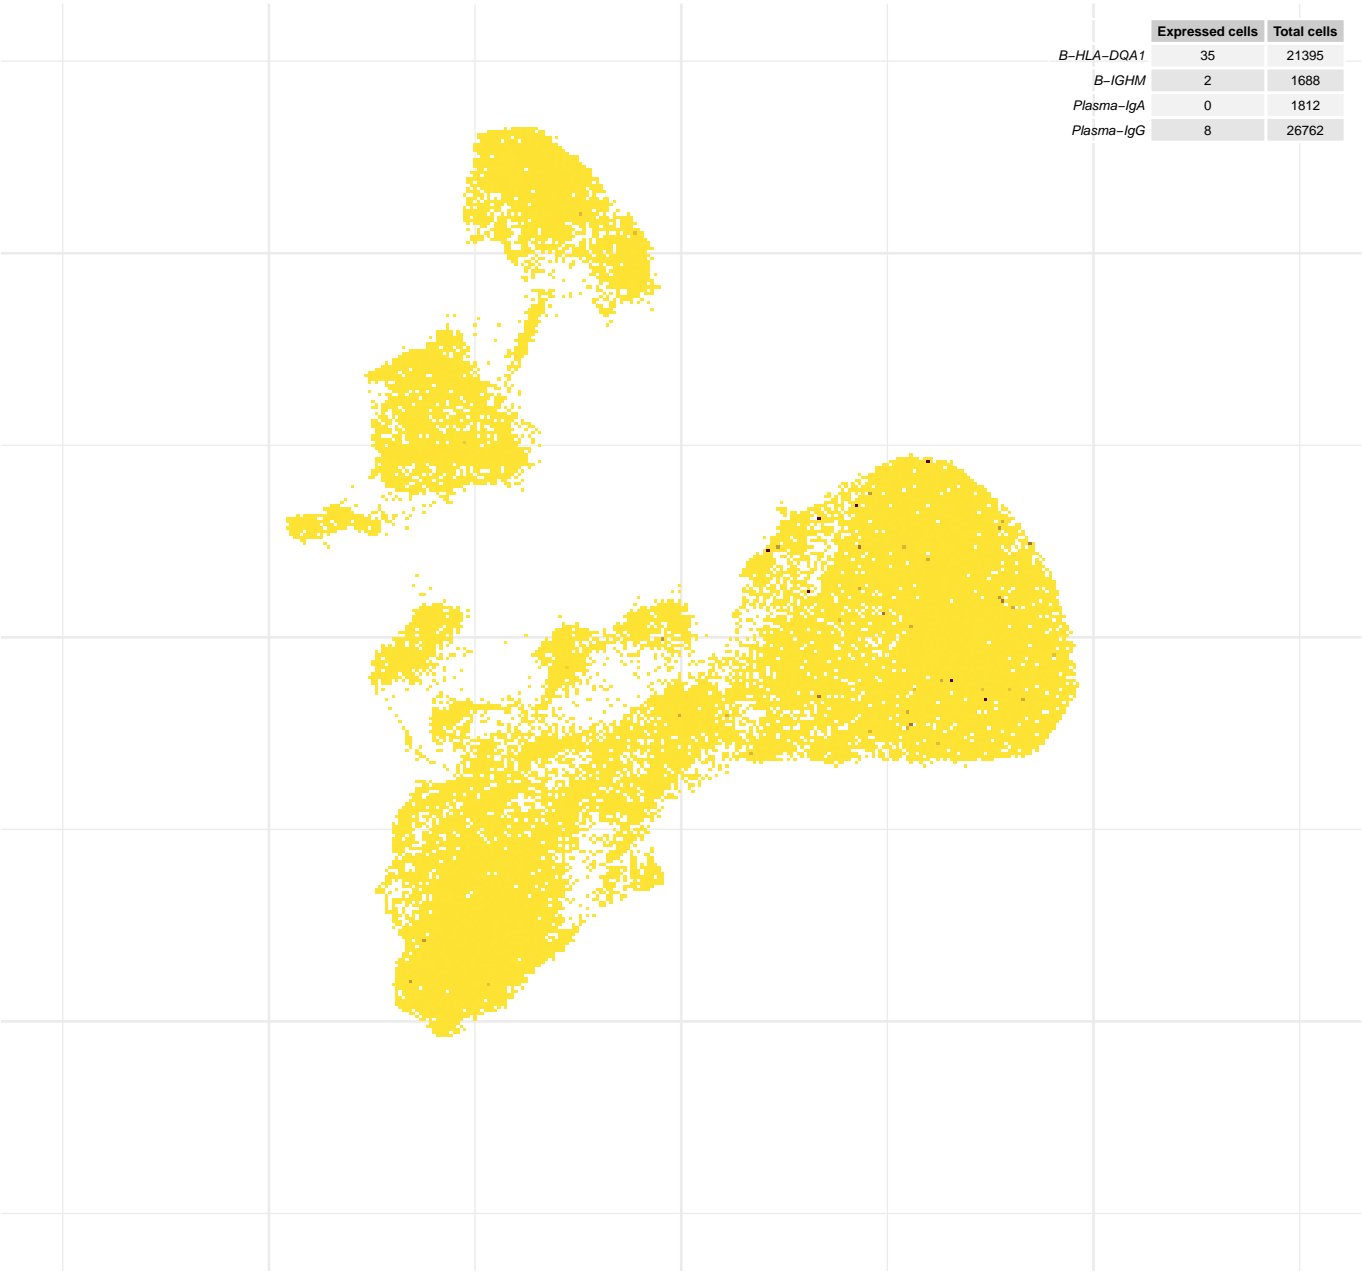 Expressed cells Total cells
B−HLA−DQA1 35 21395
B−IGHM 2 1688
Plasma−IgA 0 1812
Plasma−IgG 8 26762